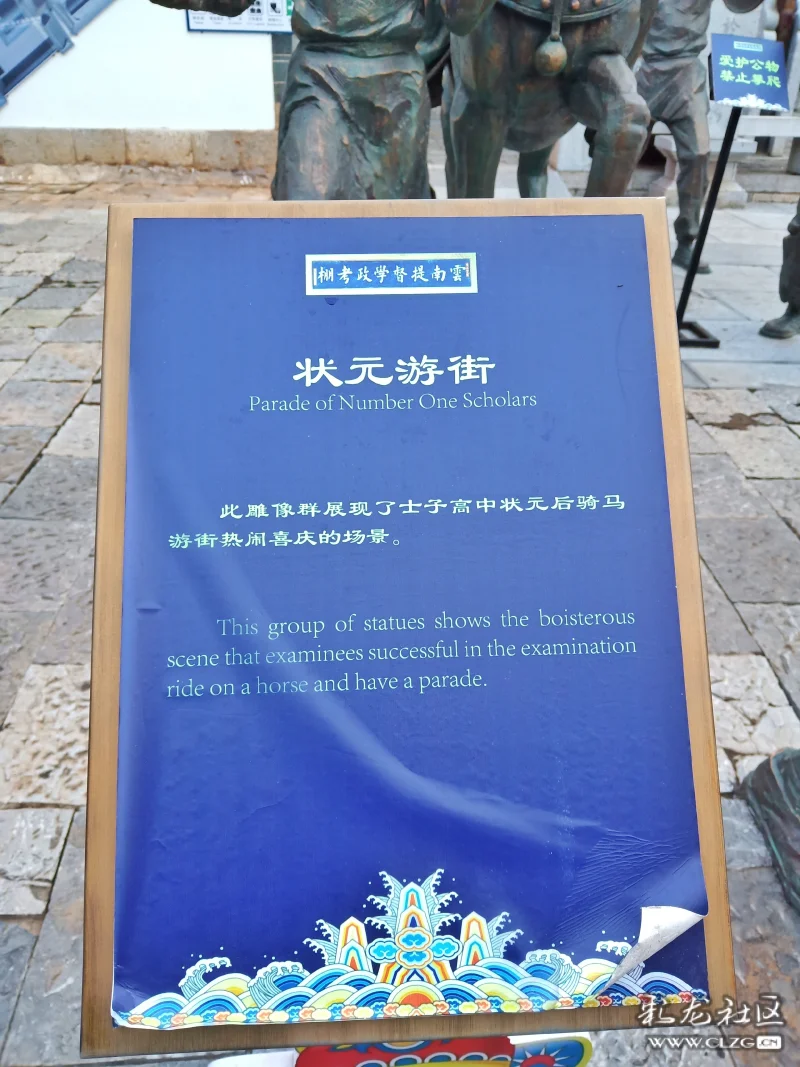 爱护公物
禁止攀爬
雲南提督学政考棚
状元游街
Parade of Number One Scholars
此雕像群展现了士子高中状元后骑马
游街热闹喜庆的场景。
This group of statues shows the boisterous
scene that examinees successful in the examination
ride on a horse and have a parade.
札龙社区
WWW.CLZG.CN